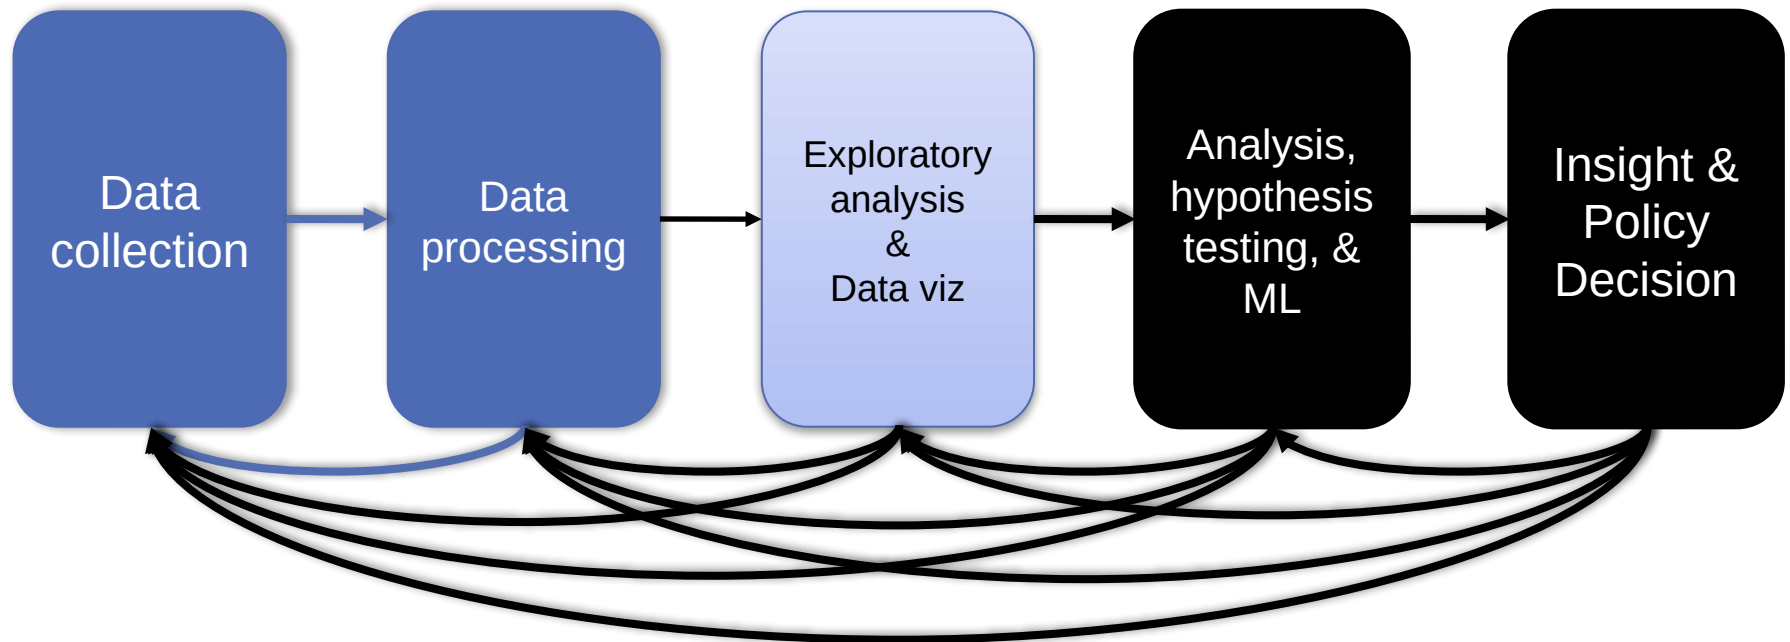 Data
collection
Data
processing
Exploratory
analysis
&
Data viz
Analysis,
hypothesis
testing, &
ML
Insight &
Policy
Decision